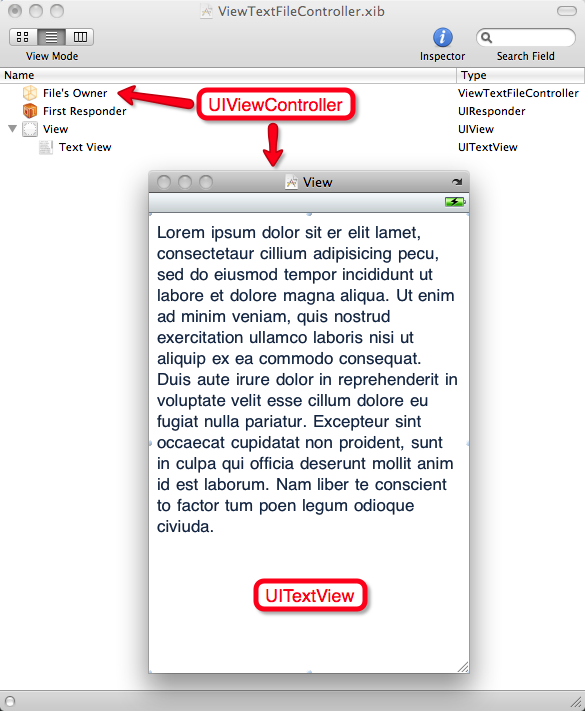 ViewTextFileController.xib
View Mode
Inspector
Search Field
Name
Type
File's Owner
ViewTextFileController
First Responder
UIResponder
View
UIView
Text View
UITextView
UIViewController
View
Lorem ipsum dolor sit er elit lamet,
consectetaur cillium adipisicing pecu,
sed do eiusmod tempor incididunt ut
labore et dolore magna aliqua. Ut enim
ad minim veniam, quis nostrud
exercitation ullamco laboris nisi ut
aliquip ex ea commodo consequat.
Duis aute irure dolor in reprehenderit in
voluptate velit esse cillum dolore eu
fugiat nulla pariatur. Excepteur sint
occaecat cupidatat non proident, sunt
in culpa qui officia deserunt mollit anim
id est laborum. Nam liber te conscient
to factor tum poen legum odioque
civiuda.
UITextView